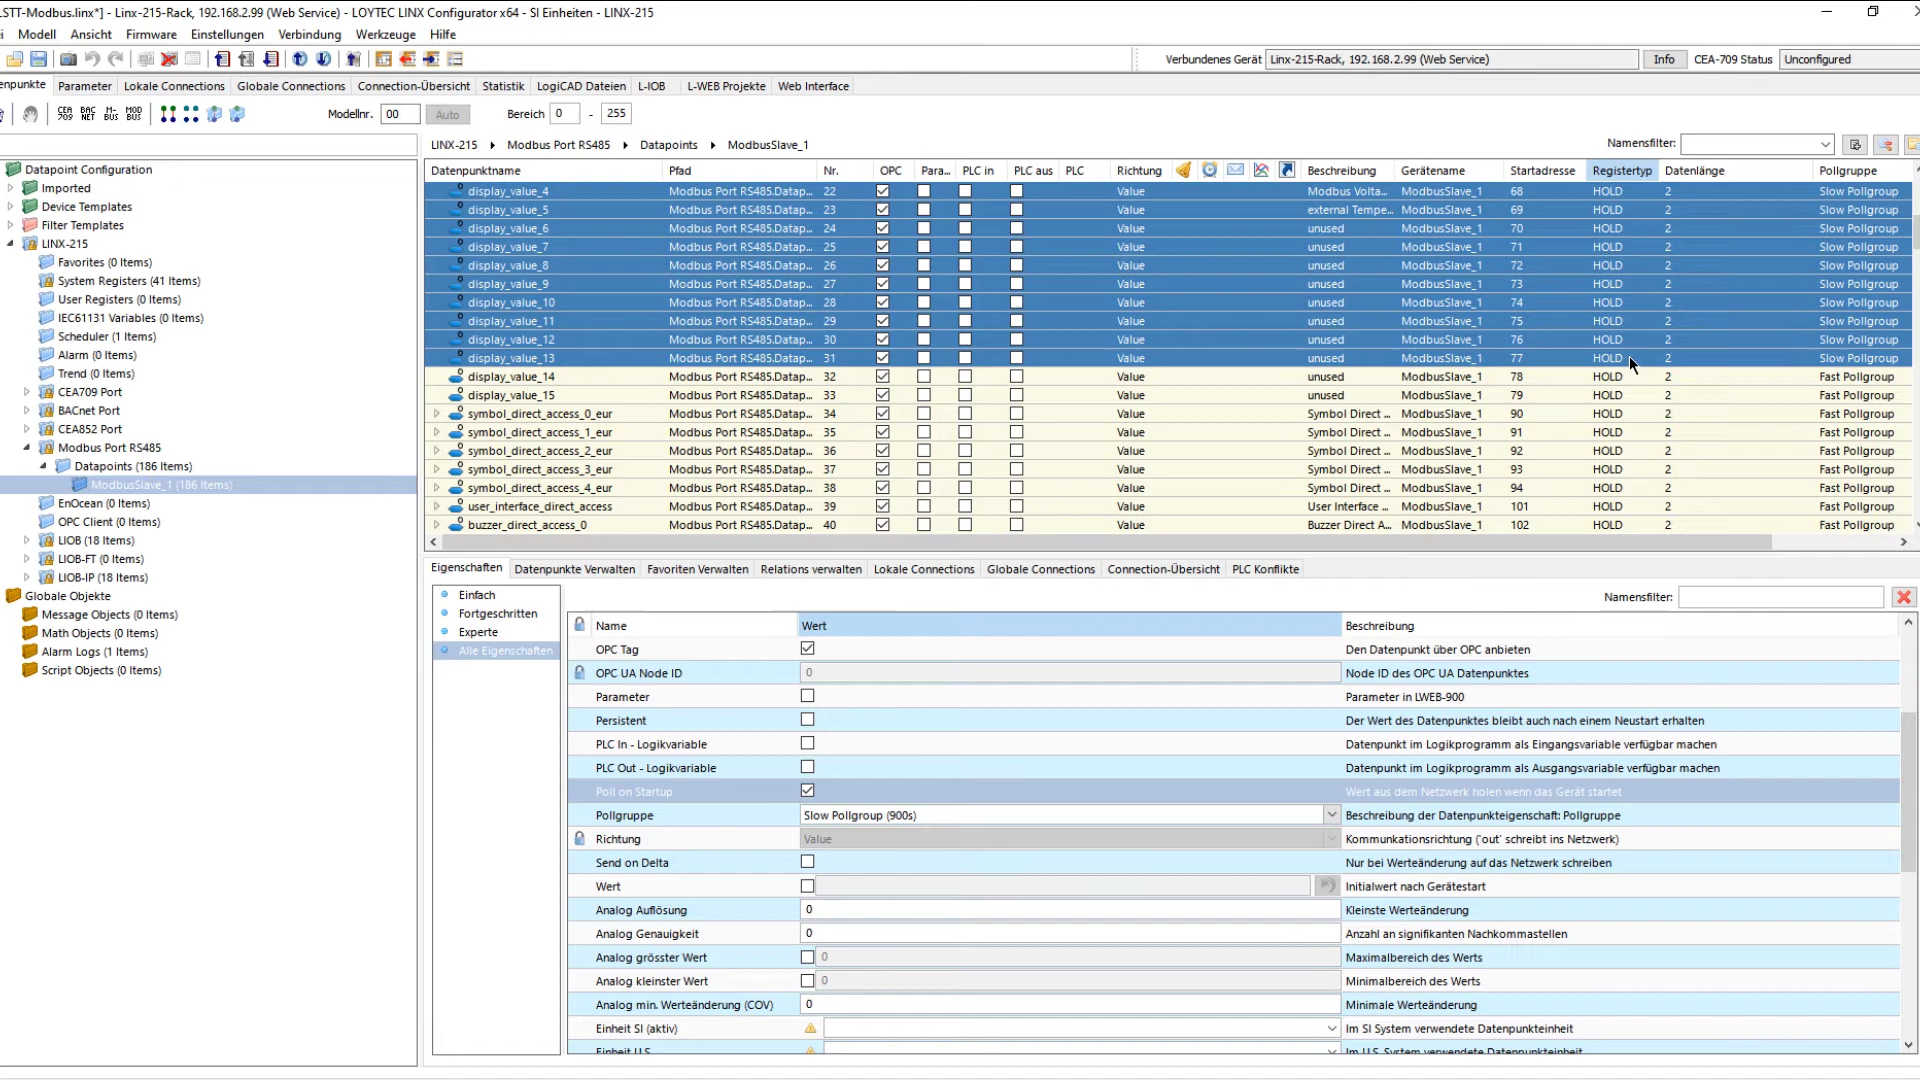 LSTT-Modbus.linx*] - Linx-215-Rack, 192.168.2.99 (Web Service) - LOYTEC LINX Configurator x64 - SI Einheiten - LINX-215
i Modell Ansicht Firmware Einstellungen Verbindung Werkzeuge Hilfe
Verbundenes Gerät Linx-215-Rack, 192.168.2.99 (Web Service) Info CEA-709 Status Unconfigured
enpunkte Parameter Lokale Connections Globale Connections Connection-Übersicht Statistik LogiCAD Dateien L-IOB L-WEB Projekte Web Interface
CEA 709 BAC NET M-BUS MOD BUS Modellnr. 00 Auto Bereich 0 - 255
LINX-215 Modbus Port RS485 Datapoints ModbusSlave_1 Namensfilter:
Datapoint Configuration
Imported
Device Templates
Filter Templates
LINX-215
Favorites (0 Items)
System Registers (41 Items)
User Registers (0 Items)
IEC61131 Variables (0 Items)
Scheduler (1 Items)
Alarm (0 Items)
Trend (0 Items)
CEA709 Port
BACnet Port
CEA852 Port
Modbus Port RS485
Datapoints (186 Items)
ModbusSlave_1 (186 Items)
EnOcean (0 Items)
OPC Client (0 Items)
LIOB (18 Items)
LIOB-FT (0 Items)
LIOB-IP (18 Items)
Globale Objekte
Message Objects (0 Items)
Math Objects (0 Items)
Alarm Logs (1 Items)
Script Objects (0 Items)
Datenpunktname Pfad Nr. OPC Para... PLC in PLC aus PLC Richtung Beschreibung Gerätename Startadresse Registertyp Datenlänge Pollgruppe
display_value_4 Modbus Port RS485.Datap... 22 Value Modbus Volta... ModbusSlave_1 68 HOLD 2 Slow Pollgroup
display_value_5 Modbus Port RS485.Datap... 23 Value external Tempe... ModbusSlave_1 69 HOLD 2 Slow Pollgroup
display_value_6 Modbus Port RS485.Datap... 24 Value unused ModbusSlave_1 70 HOLD 2 Slow Pollgroup
display_value_7 Modbus Port RS485.Datap... 25 Value unused ModbusSlave_1 71 HOLD 2 Slow Pollgroup
display_value_8 Modbus Port RS485.Datap... 26 Value unused ModbusSlave_1 72 HOLD 2 Slow Pollgroup
display_value_9 Modbus Port RS485.Datap... 27 Value unused ModbusSlave_1 73 HOLD 2 Slow Pollgroup
display_value_10 Modbus Port RS485.Datap... 28 Value unused ModbusSlave_1 74 HOLD 2 Slow Pollgroup
display_value_11 Modbus Port RS485.Datap... 29 Value unused ModbusSlave_1 75 HOLD 2 Slow Pollgroup
display_value_12 Modbus Port RS485.Datap... 30 Value unused ModbusSlave_1 76 HOLD 2 Slow Pollgroup
display_value_13 Modbus Port RS485.Datap... 31 Value unused ModbusSlave_1 77 HOLD 2 Slow Pollgroup
display_value_14 Modbus Port RS485.Datap... 32 Value unused ModbusSlave_1 78 HOLD 2 Fast Pollgroup
display_value_15 Modbus Port RS485.Datap... 33 Value unused ModbusSlave_1 79 HOLD 2 Fast Pollgroup
symbol_direct_access_0_eur Modbus Port RS485.Datap... 34 Value Symbol Direct ... ModbusSlave_1 90 HOLD 2 Fast Pollgroup
symbol_direct_access_1_eur Modbus Port RS485.Datap... 35 Value Symbol Direct ... ModbusSlave_1 91 HOLD 2 Fast Pollgroup
symbol_direct_access_2_eur Modbus Port RS485.Datap... 36 Value Symbol Direct ... ModbusSlave_1 92 HOLD 2 Fast Pollgroup
symbol_direct_access_3_eur Modbus Port RS485.Datap... 37 Value Symbol Direct ... ModbusSlave_1 93 HOLD 2 Fast Pollgroup
symbol_direct_access_4_eur Modbus Port RS485.Datap... 38 Value Symbol Direct ... ModbusSlave_1 94 HOLD 2 Fast Pollgroup
user_interface_direct_access Modbus Port RS485.Datap... 39 Value User Interface ... ModbusSlave_1 101 HOLD 2 Fast Pollgroup
buzzer_direct_access_0 Modbus Port RS485.Datap... 40 Value Buzzer Direct A... ModbusSlave_1 102 HOLD 2 Fast Pollgroup
Eigenschaften Datenpunkte Verwalten Favoriten Verwalten Relations verwalten Lokale Connections Globale Connections Connection-Übersicht PLC Konflikte
Einfach
Fortgeschritten
Experte
Alle Eigenschaften
Namensfilter:
Name Wert Beschreibung
OPC Tag Den Datenpunkt über OPC anbieten
OPC UA Node ID 0 Node ID des OPC UA Datenpunktes
Parameter Parameter in LWEB-900
Persistent Der Wert des Datenpunktes bleibt auch nach einem Neustart erhalten
PLC In - Logikvariable Datenpunkt im Logikprogramm als Eingangsvariable verfügbar machen
PLC Out - Logikvariable Datenpunkt im Logikprogramm als Ausgangsvariable verfügbar machen
Poll on Startup Wert aus dem Netzwerk holen wenn das Gerät startet
Pollgruppe Slow Pollgroup (900s) Beschreibung der Datenpunkteigenschaft: Pollgruppe
Richtung Value Kommunkationsrichtung ('out' schreibt ins Netzwerk)
Send on Delta Nur bei Werteänderung auf das Netzwerk schreiben
Wert Initialwert nach Gerätestart
Analog Auflösung 0 Kleinste Werteänderung
Analog Genauigkeit 0 Anzahl an signifikanten Nachkommastellen
Analog grösster Wert 0 Maximalbereich des Werts
Analog kleinster Wert 0 Minimalbereich des Werts
Analog min. Werteänderung (COV) 0 Minimale Werteänderung
Einheit SI (aktiv) Im SI System verwendete Datenpunkteinheit
Einheit U.S. Im U.S. System verwendete Datenpunkteinheit